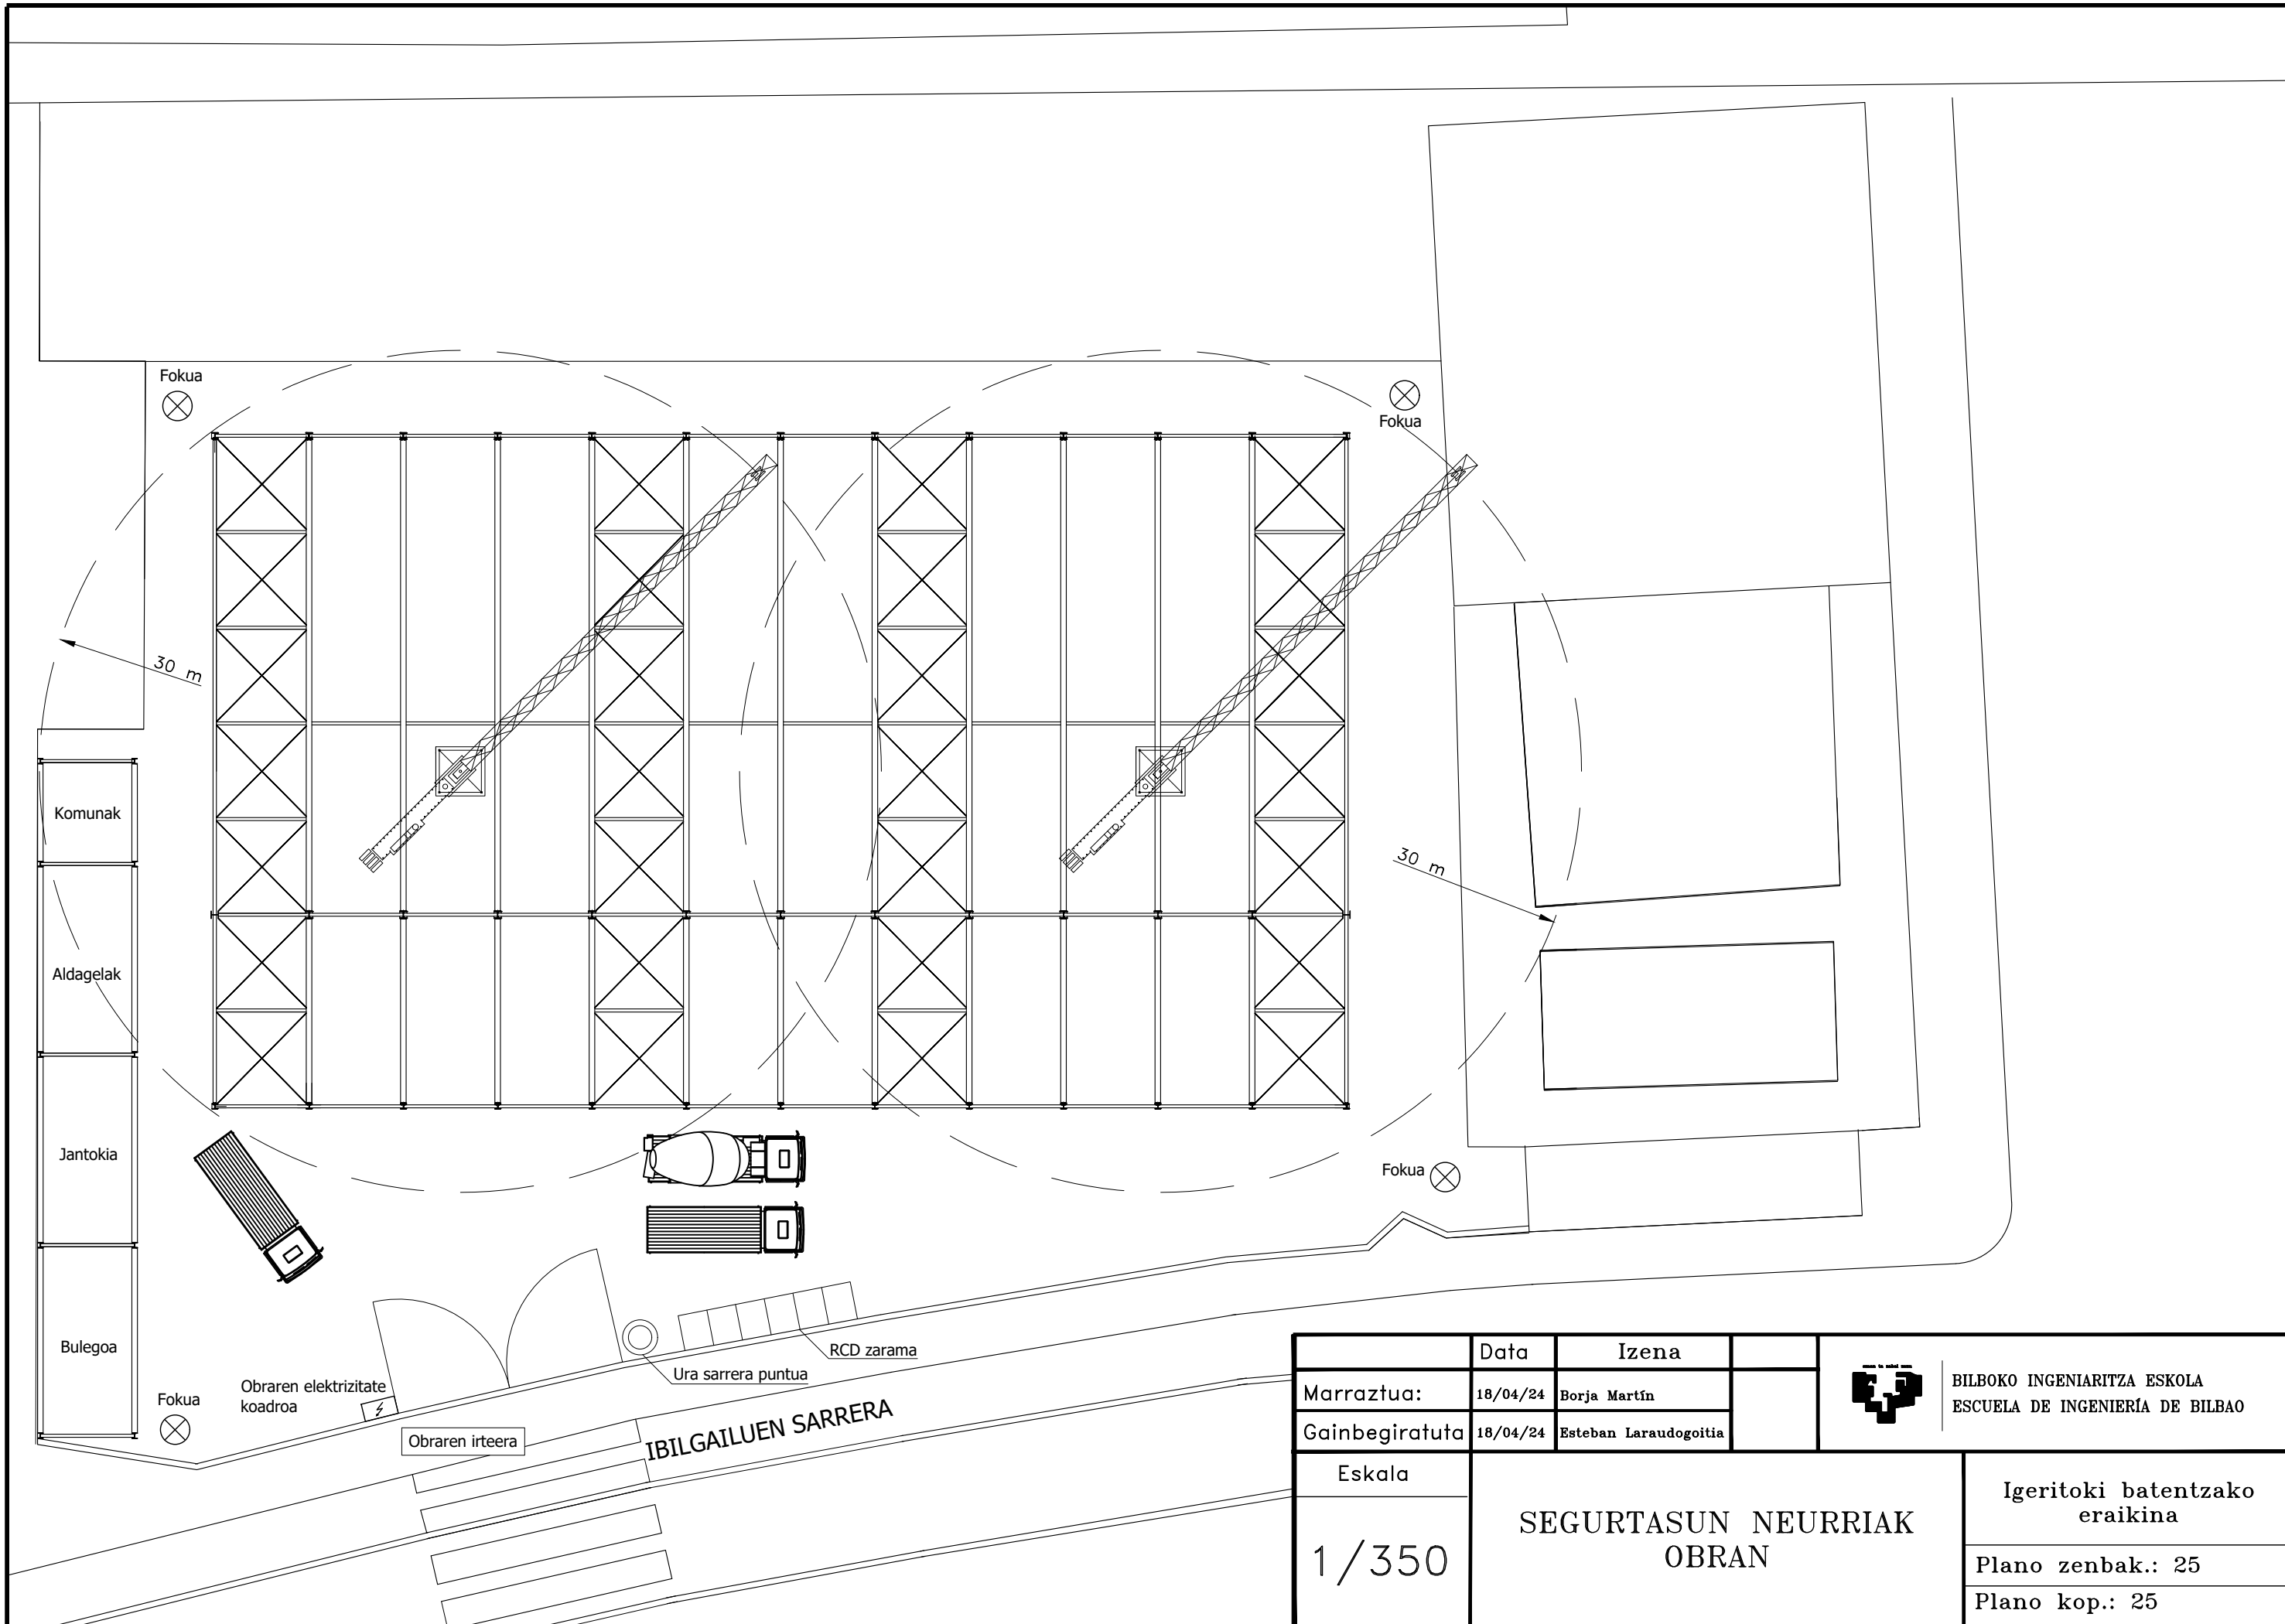 Fokua
Fokua
30 m
Komunak
30 m
Aldagelak
Jantokia
Fokua
Bulegoa
RCD zarama
Ura sarrera puntua
Fokua
Obraren elektrizitate
koadroa
Obraren irteera
IBILGAILUEN SARRERA
Data
Izena
Marraztua:
18/04/24
Borja Martín
Gainbegiratuta
18/04/24
Esteban Laraudogoitia
BILBOKO INGENIARITZA ESKOLA
ESCUELA DE INGENIERÍA DE BILBAO
Eskala
1/350
SEGURTASUN NEURRIAK
OBRAN
Igeritoki batentzako
eraikina
Plano zenbak.: 25
Plano kop.: 25